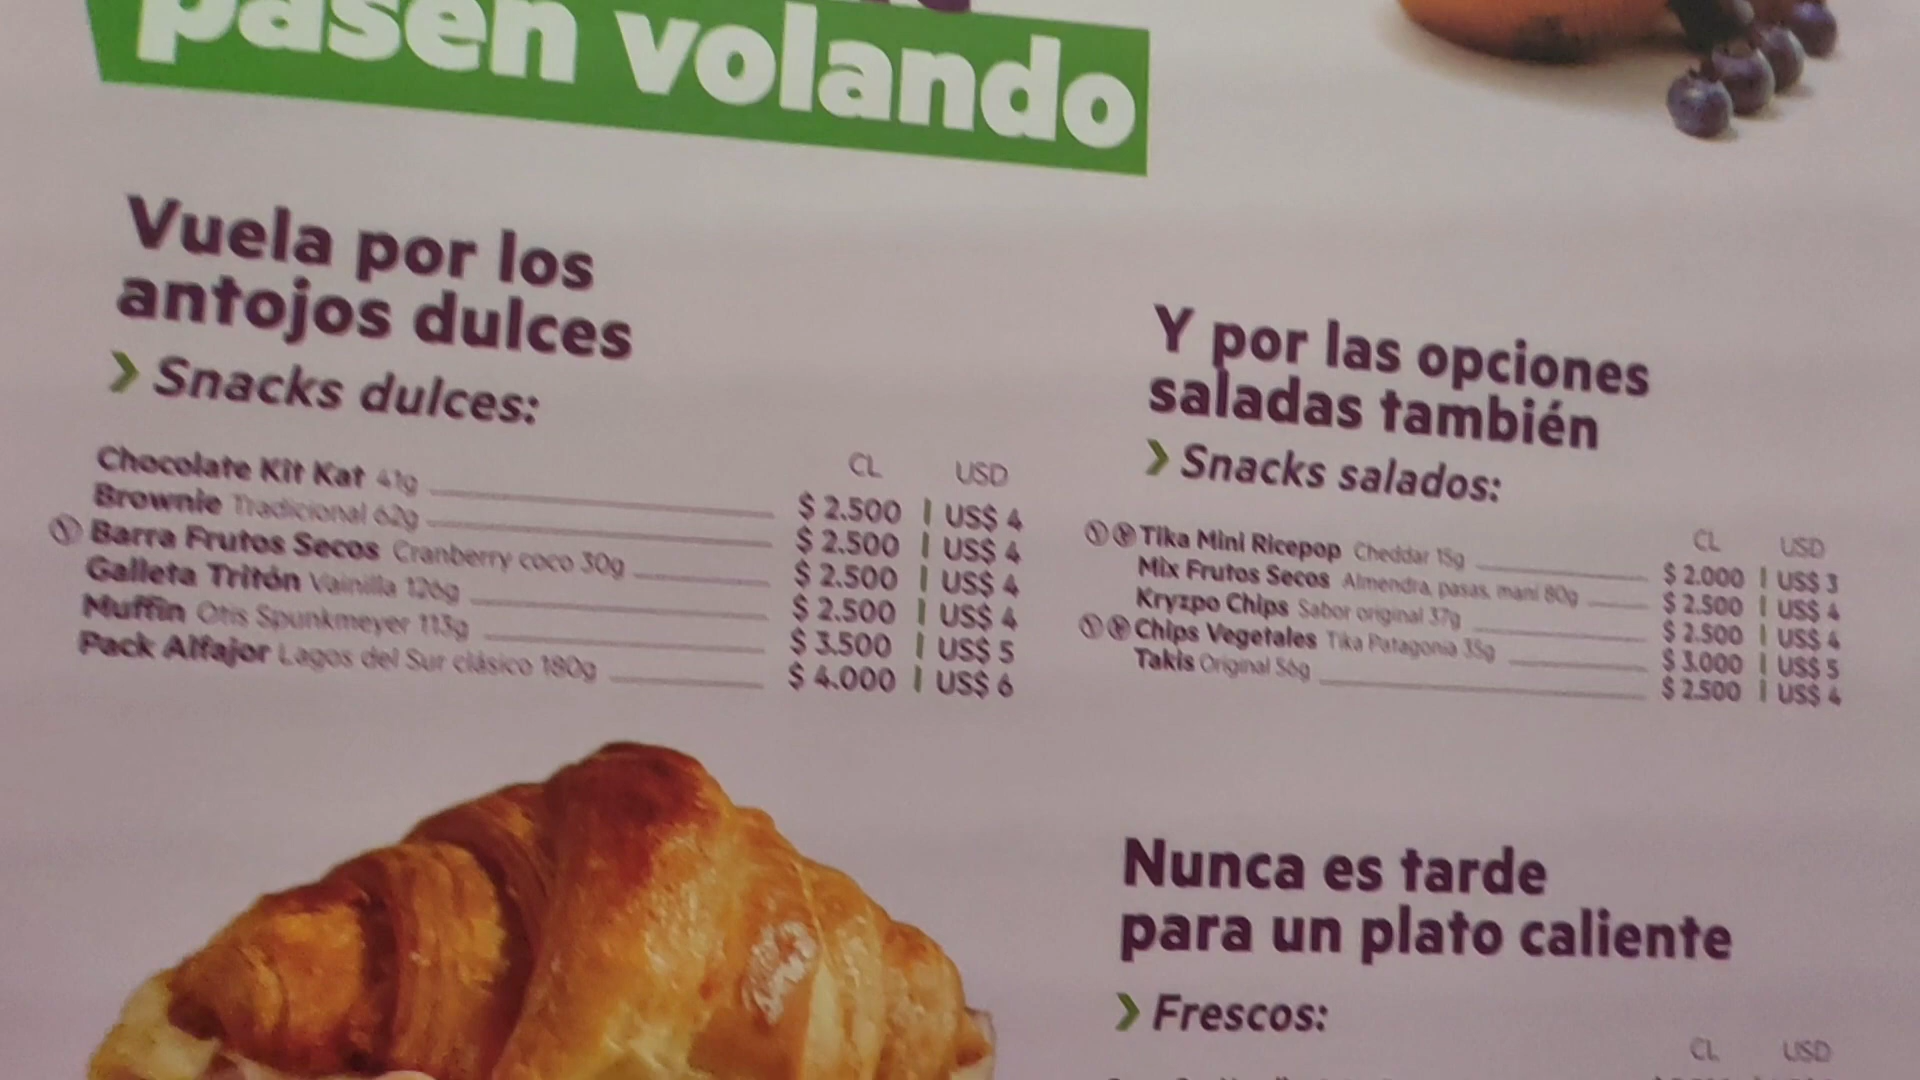 pasen volando
Vuela por los
antojos dulces
Snacks dulces:
CL USD
Chocolate Kit Kat 41g $ 2.500 | US$ 4
Brownie Tradicional 62g $ 2.500 | US$ 4
Barra Frutos Secos Cranberry coco 30g $ 2.500 | US$ 4
Galleta Tritón Vainilla 126g $ 2.500 | US$ 4
Muffin Otis Spunkmeyer 113g $ 3.500 | US$ 5
Pack Alfajor Lagos del Sur clásico 180g $ 4.000 | US$ 6
Y por las opciones
saladas también
Snacks salados:
CL USD
Tika Mini Ricepop Cheddar 15g $ 2.000 | US$ 3
Mix Frutos Secos Almendra, pasas, maní 80g $ 2.500 | US$ 4
Kryzpo Chips Sabor original 37g $ 2.500 | US$ 4
Chips Vegetales Tika Patagonia 35g $ 3.000 | US$ 5
Takis Original 56g $ 2.500 | US$ 4
Nunca es tarde
para un plato caliente
Frescos:
CL USD